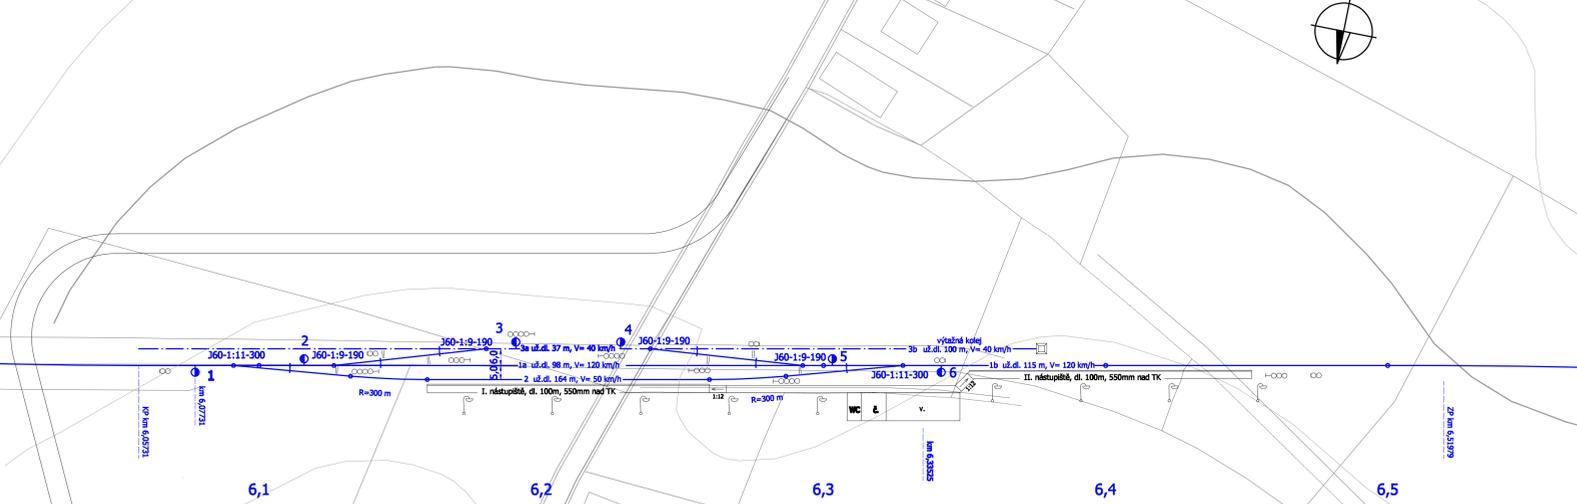 3
4
2
J60-1:9-190
J60-1:9-190
výtažná kolej
J60-1:11-300
J60-1:9-190
3a už.dl. 37 m, V= 40 km/h
3b už.dl. 100 m, V= 40 km/h
J60-1:9-190
5
1a už.dl. 98 m, V= 120 km/h
1b už.dl. 115 m, V= 120 km/h
1
J60-1:11-300
6
2 už.dl. 164 m, V= 50 km/h
II. nástupiště, dl. 100m, 550mm nad TK
1:12
I. nástupiště, dl. 100m, 550mm nad TK
R=300 m
1:12
R=300 m
km 6,07731
WC
č.
v.
KP km 6,05731
ZP km 6,51979
km 6,33525
6,1
6,2
6,3
6,4
6,5